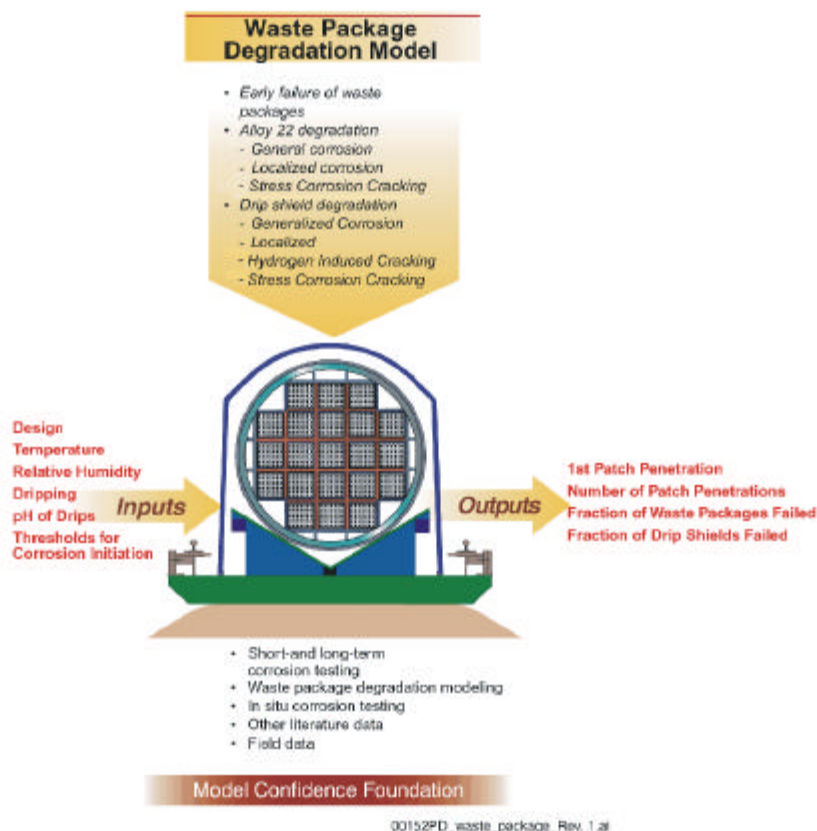 Waste Package
Degradation Model
• Early failure of waste
packages
• Alloy 22 degradation
- General corrosion
- Localized corrosion
- Stress Corrosion Cracking
• Drip shield degradation
- Generalized Corrosion
- Localized
- Hydrogen Induced Cracking
- Stress Corrosion Cracking
Design
Temperature
Relative Humidity
Dripping
pH of Drips
Thresholds for
Corrosion Initiation
Inputs
Outputs
1st Patch Penetration
Number of Patch Penetrations
Fraction of Waste Packages Failed
Fraction of Drip Shields Failed
• Short-and long-term
corrosion testing
• Waste package degradation modeling
• In situ corrosion testing
• Other literature data
• Field data
Model Confidence Foundation
00152PD_waste_package_Rev. 1.ai